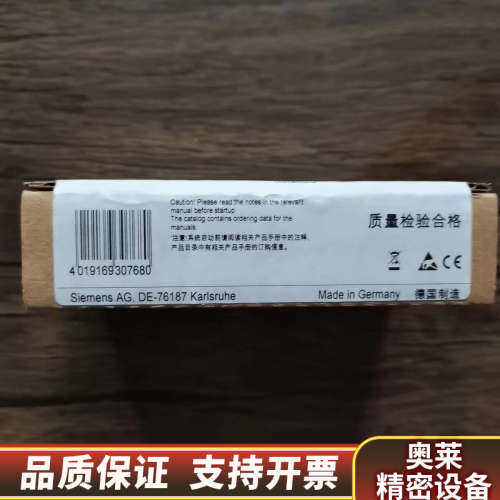 Caution! Please read the notes in the relevant
manual before startup.
The catalog contains ordering data for the
manuals.
"注意!系统启动前请阅读相关产品手册中的注释,
产品目录中有相关产品手册的订购信息。
质量检验合格
4 019169 307680
CE
Siemens AG, DE-76187 Karlsruhe
Made in Germany 德国制造
品质保证 支持开票
奥莱
精密设备